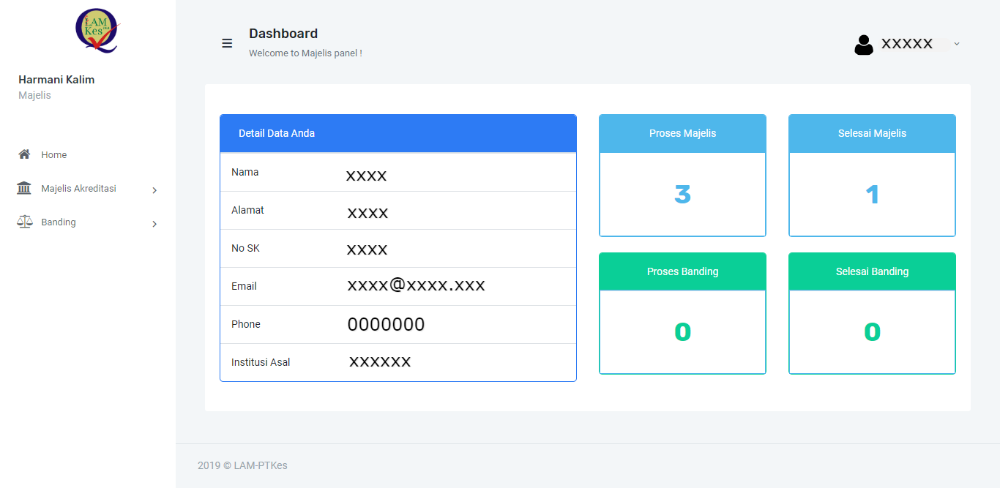 LAM
Kes
Harmani Kalim
Majelis
Home
Majelis Akreditasi
Banding
Dashboard
Welcome to Majelis panel !
XXXXX
Detail Data Anda
Nama xxxx
Alamat xxxx
No SK xxxx
Email xxxx@xxxx.xxx
Phone 0000000
Institusi Asal xxxxxx
Proses Majelis
3
Selesai Majelis
1
Proses Banding
0
Selesai Banding
0
2019 © LAM-PTKes